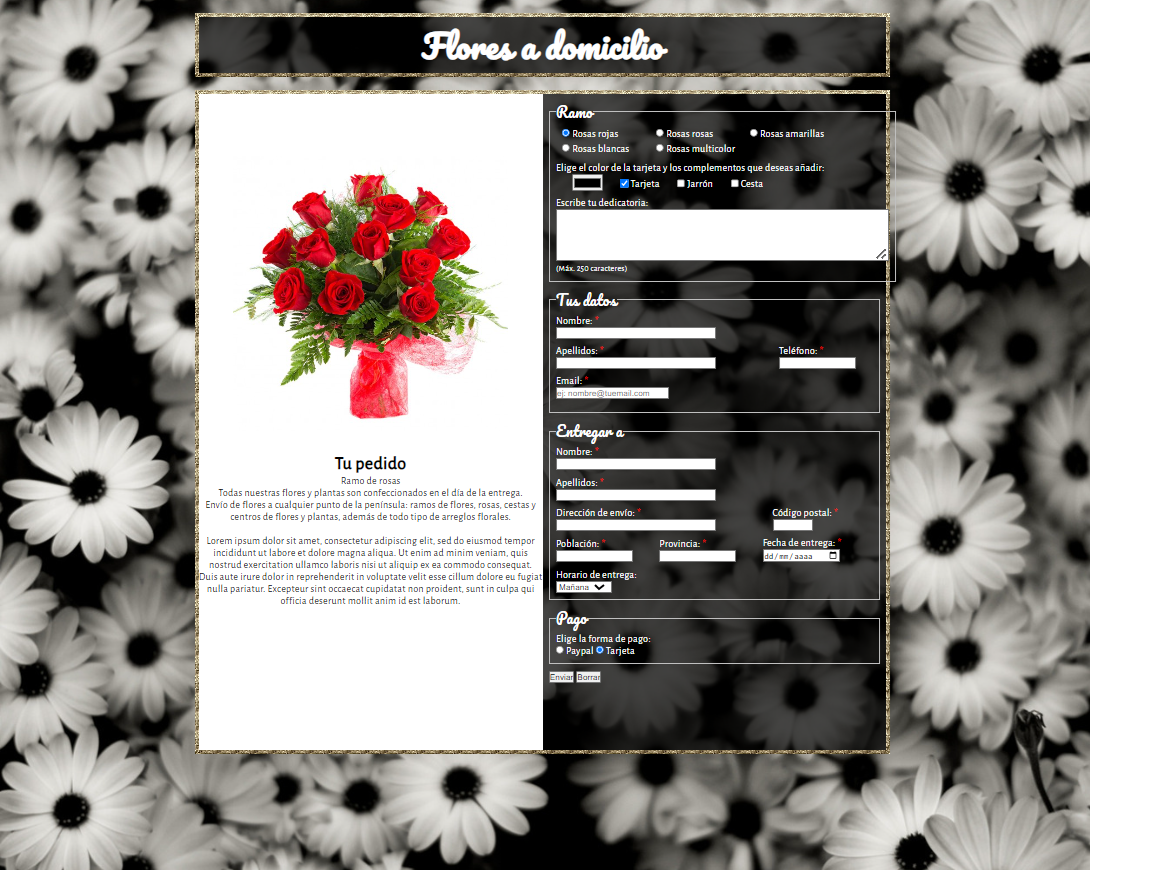 Flores a domicilio
Tu pedido
Ramo de rosas
Todas nuestras flores y plantas son confeccionados en el día de la entrega.
Envío de flores a cualquier punto de la península: ramos de flores, rosas, cestas y
centros de flores y plantas, además de todo tipo de arreglos florales.
Lorem ipsum dolor sit amet, consectetur adipiscing elit, sed do eiusmod tempor
incididunt ut labore et dolore magna aliqua. Ut enim ad minim veniam, quis
nostrud exercitation ullamco laboris nisi ut aliquip ex ea commodo consequat.
Duis aute irure dolor in reprehenderit in voluptate velit esse cillum dolore eu fugiat
nulla pariatur. Excepteur sint occaecat cupidatat non proident, sunt in culpa qui
officia deserunt mollit anim id est laborum.
Ramo
Rosas rojas Rosas rosas Rosas amarillas
Rosas blancas Rosas multicolor
Elige el color de la tarjeta y los complementos que deseas añadir:
Tarjeta Jarrón Cesta
Escribe tu dedicatoria:
(Máx. 250 caracteres)
Tus datos
Nombre: *
Apellidos: * Teléfono: *
Email: *
ej: nombre@tuemail.com
Entregar a
Nombre: *
Apellidos: *
Dirección de envío: * Código postal: *
Población: * Provincia: * Fecha de entrega: *
dd/mm/aaaa
Horario de entrega:
Mañana
Pago
Elige la forma de pago:
Paypal Tarjeta
Enviar Borrar